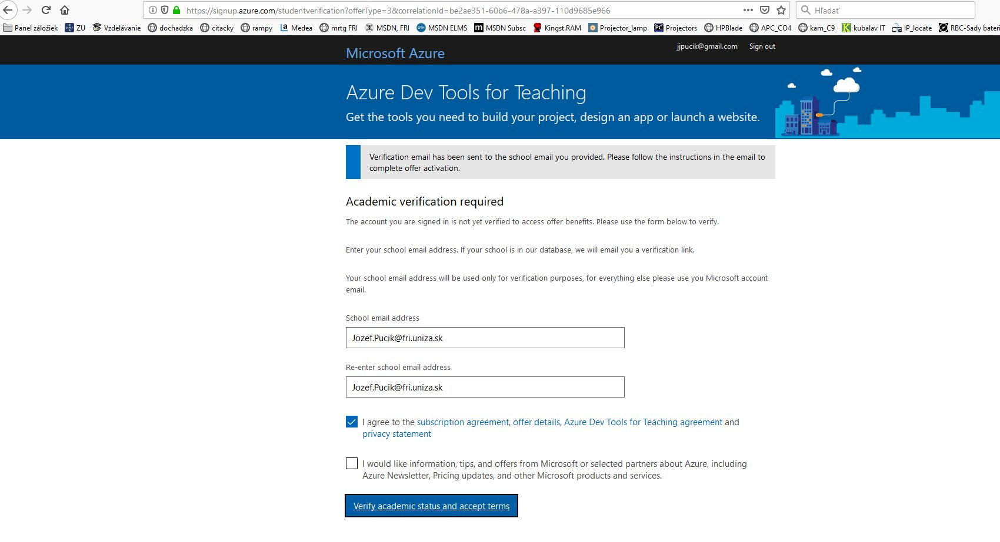 https://signup.azure.com/studentverification?offerType=3&correlationId=be2ae351-60b6-478a-a397-110d9685e966
Hľadať
Panel záložiek ZU Vzdelávanie dochadzka citacky rampy Medea mrtg FRI MSDN, FRI MSDN ELMS MSDN Subsc Kingst.RAM Projector_lamp Projectors HPBlade APC_CO4 kam_C9 kubalav IT IP_locate RBC-Sady bateri
Microsoft Azure
jjpucik@gmail.com Sign out
Azure Dev Tools for Teaching
Get the tools you need to build your project, design an app or launch a website.
Verification email has been sent to the school email you provided. Please follow the instructions in the email to
complete offer activation.
Academic verification required
The account you are signed in is not yet verified to access offer benefits. Please use the form below to verify.
Enter your school email address. If your school is in our database, we will email you a verification link.
Your school email address will be used only for verification purposes, for everything else please use you Microsoft account
email.
School email address
Jozef.Pucik@fri.uniza.sk
Re-enter school email address
Jozef.Pucik@fri.uniza.sk
I agree to the subscription agreement, offer details, Azure Dev Tools for Teaching agreement and
privacy statement
I would like information, tips, and offers from Microsoft or selected partners about Azure, including
Azure Newsletter, Pricing updates, and other Microsoft products and services.
Verify academic status and accept terms